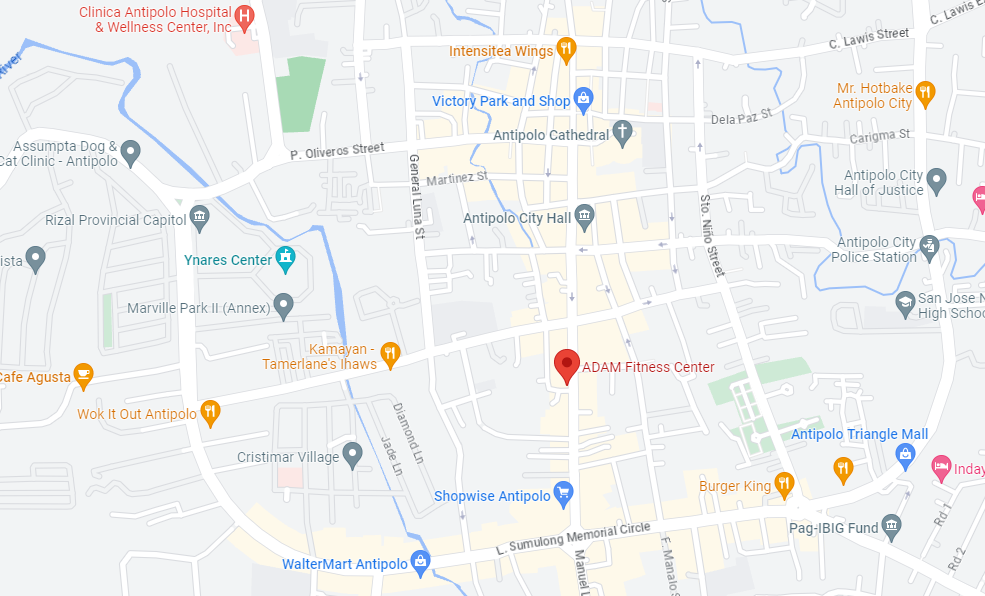 Clinica Antipolo Hospital
& Wellness Center, Inc
C. Lawis E
C. Lawis Street
Intensitea Wings
River
Mr. Hotbake
Antipolo City
Victory Park and Shop
Dela Paz St
Antipolo Cathedral
Carigma St
Assumpta Dog &
Cat Clinic - Antipolo
P. Oliveros Street
General Luna St
Martinez St
Antipolo City
Hall of Justice
Rizal Provincial Capitol
Antipolo City Hall
Sto. Niño Street
Antipolo City
Police Station
ista
Ynares Center
Marville Park II (Annex)
San Jose N
High Schoo
Kamayan -
Tamerlane's Ihaws
ADAM Fitness Center
Cafe Agusta
Wok It Out Antipolo
Diamond Ln
Jade Ln
Antipolo Triangle Mall
Cristimar Village
Inday
Burger King
Shopwise Antipolo
Rd 1
Pag-IBIG Fund
L. Sumulong Memorial Circle
Rd 2
WalterMart Antipolo
Manuel L
F. Manalo S